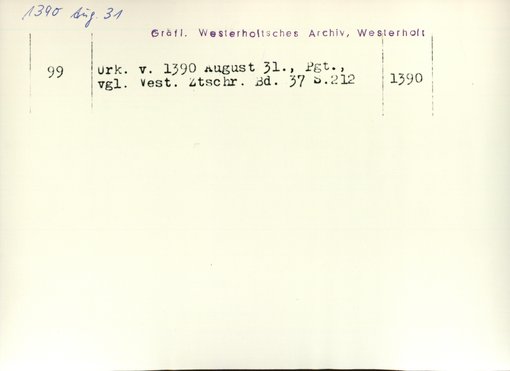 1390 Aug. 31
Gräfl. Westerholtsches Archiv, Westerholt
99 Urk. v. 1390 August 31., Pgt., 
vgl. West. Ztschr. Bd. 37 S.212 1390